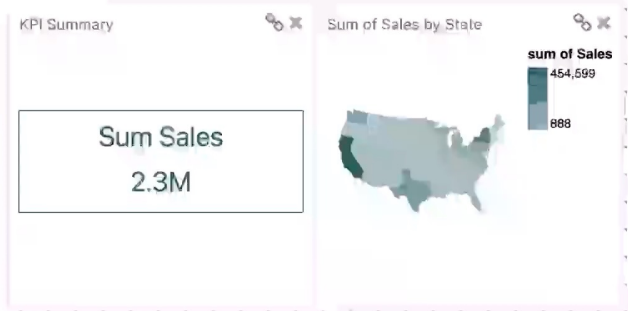 KPI Summary
Sum Sales
2.3M
Sum of Sales by State
sum of Sales
454,599
888